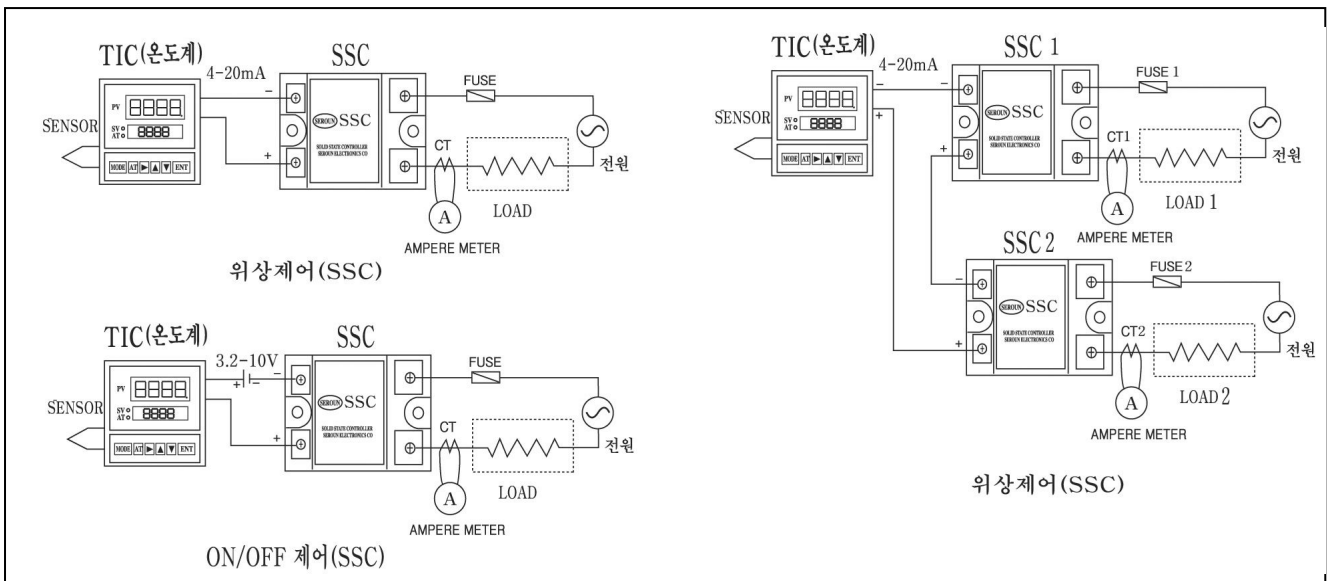 TIC(온도계)
SSC
4-20mA
FUSE
−
PV
8888
SENSOR
SV
AT
8888
SEROUN SSC
SOLID STATE CONTROLLER
SEROUN ELECTRONICS CO
+
MODE AT ▶ ▲ ▼ ENT
CT
전원
A
LOAD
AMPERE METER
위상제어(SSC)
TIC(온도계)
SSC
3.2-10V
FUSE
+ −
−
PV
8888
SENSOR
SV
AT
8888
SEROUN SSC
SOLID STATE CONTROLLER
SEROUN ELECTRONICS CO
+
MODE AT ▶ ▲ ▼ ENT
CT
전원
A
LOAD
AMPERE METER
ON/OFF 제어(SSC)
TIC(온도계)
SSC 1
4-20mA
FUSE 1
−
PV
8888
+
SENSOR
SV
AT
8888
SEROUN SSC
SOLID STATE CONTROLLER
SEROUN ELECTRONICS CO
+
MODE AT ▶ ▲ ▼ ENT
CT1
전원
A
LOAD 1
AMPERE METER
SSC 2
FUSE 2
−
SEROUN SSC
SOLID STATE CONTROLLER
SEROUN ELECTRONICS CO
+
CT2
전원
A
LOAD 2
AMPERE METER
위상제어(SSC)